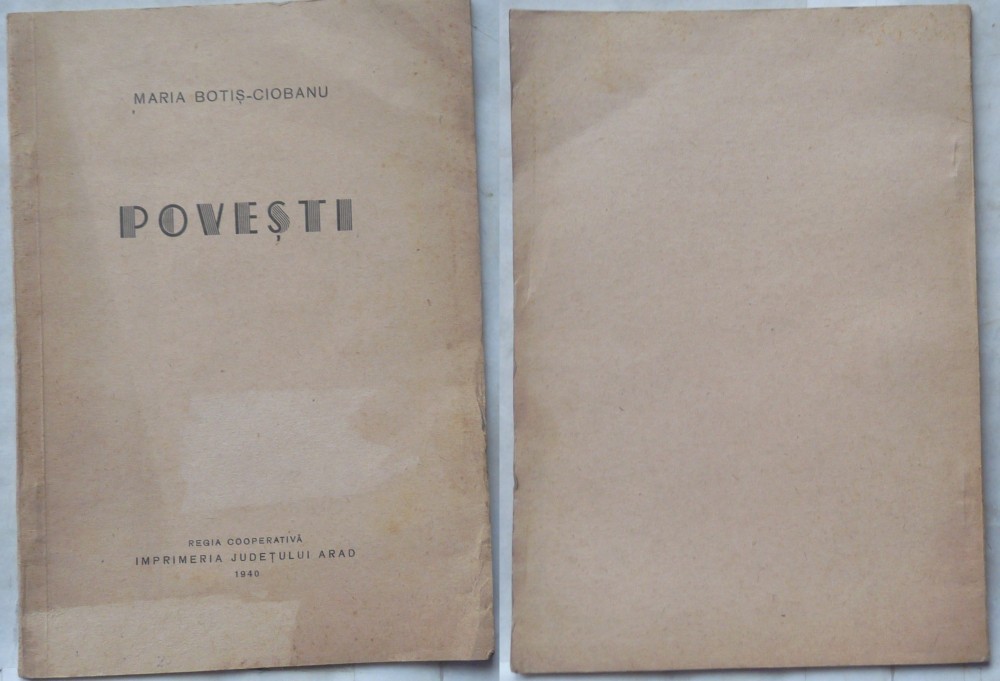 MARIA BOTIȘ-CIOBANU
POVEȘTI
REGIA COOPERATIVĂ
IMPRIMERIA JUDEȚULUI ARAD
1940